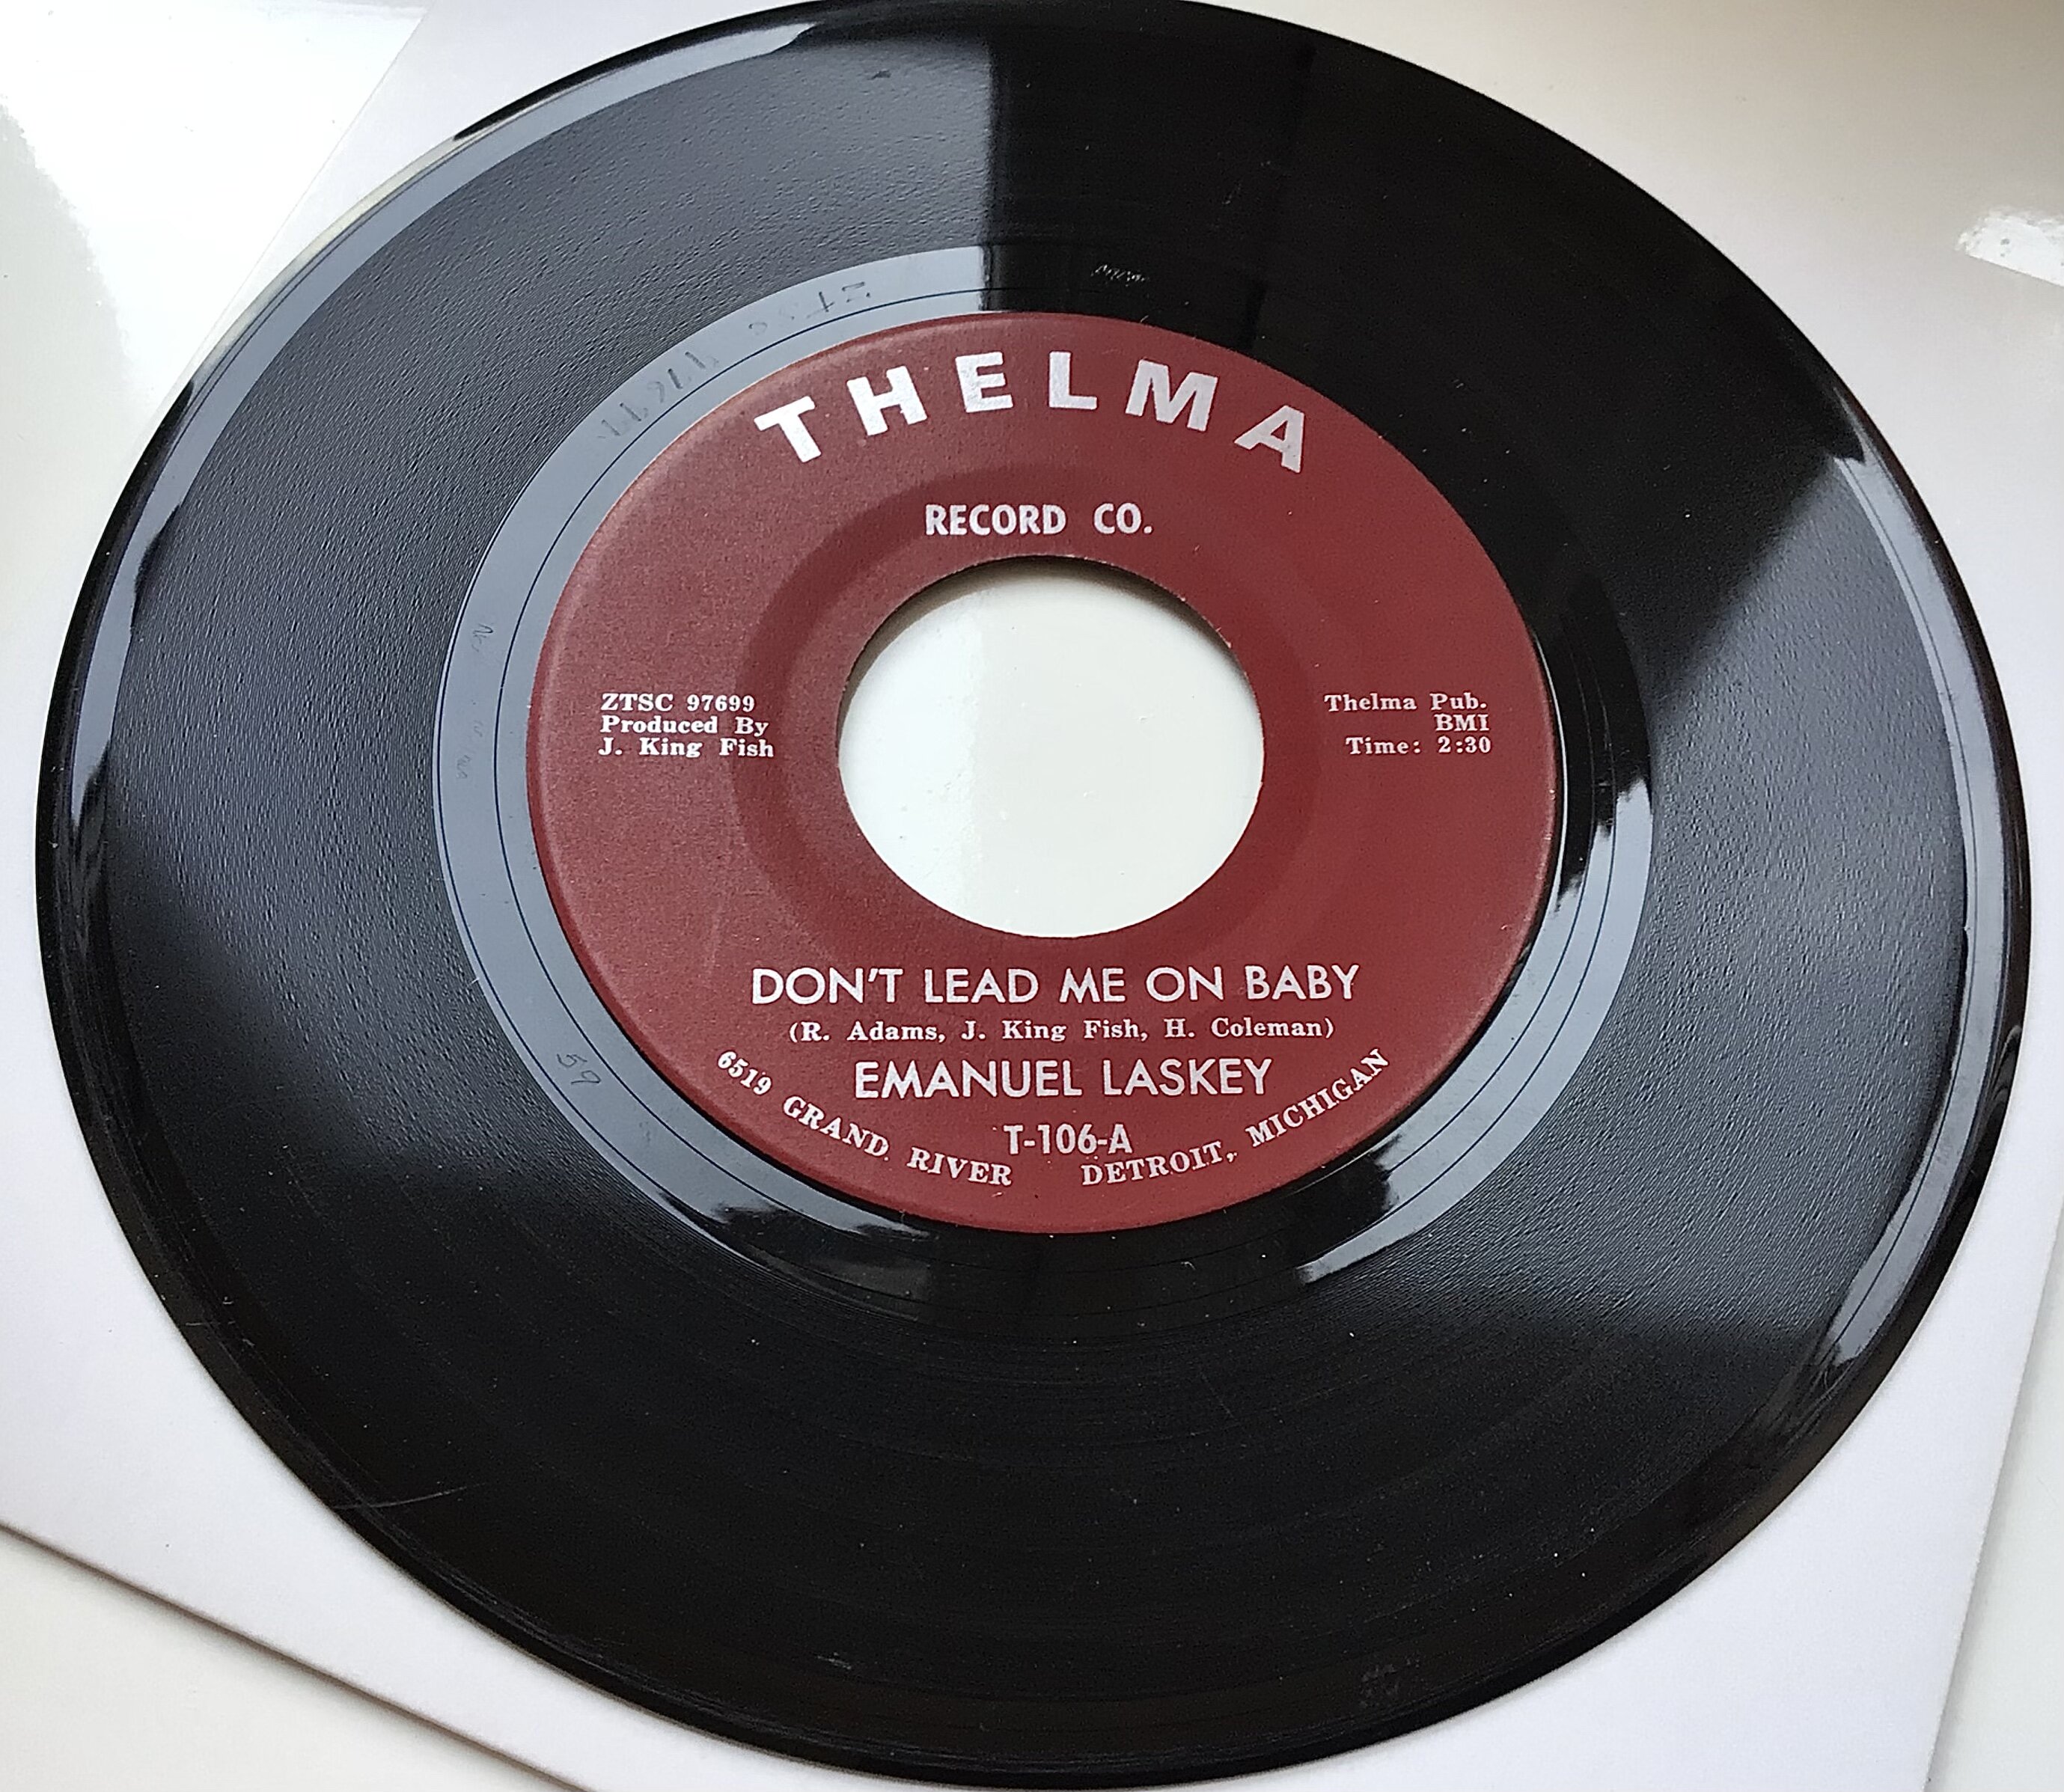 THELMA
RECORD CO.
ZTSC 97699
Produced By
J. King Fish
Thelma Pub.
BMI
Time: 2:30
DON'T LEAD ME ON BABY
(R. Adams, J. King Fish, H. Coleman)
EMANUEL LASKEY
T-106-A
6519 GRAND RIVER DETROIT, MICHIGAN
59